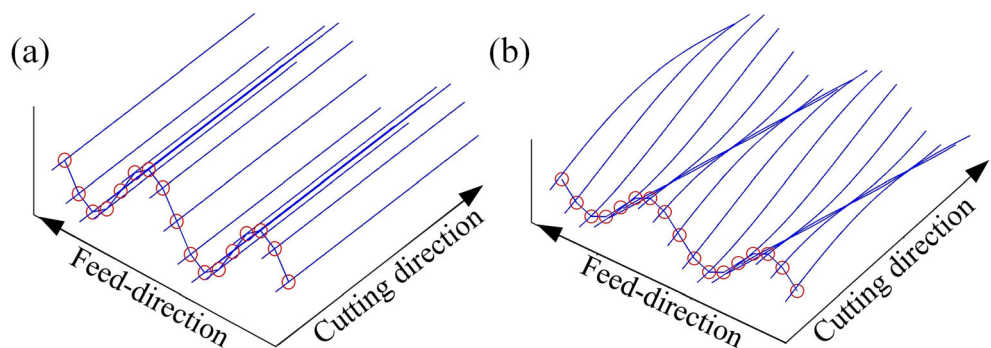 (a)
Feed-direction
Cutting direction
(b)
Feed-direction
Cutting direction